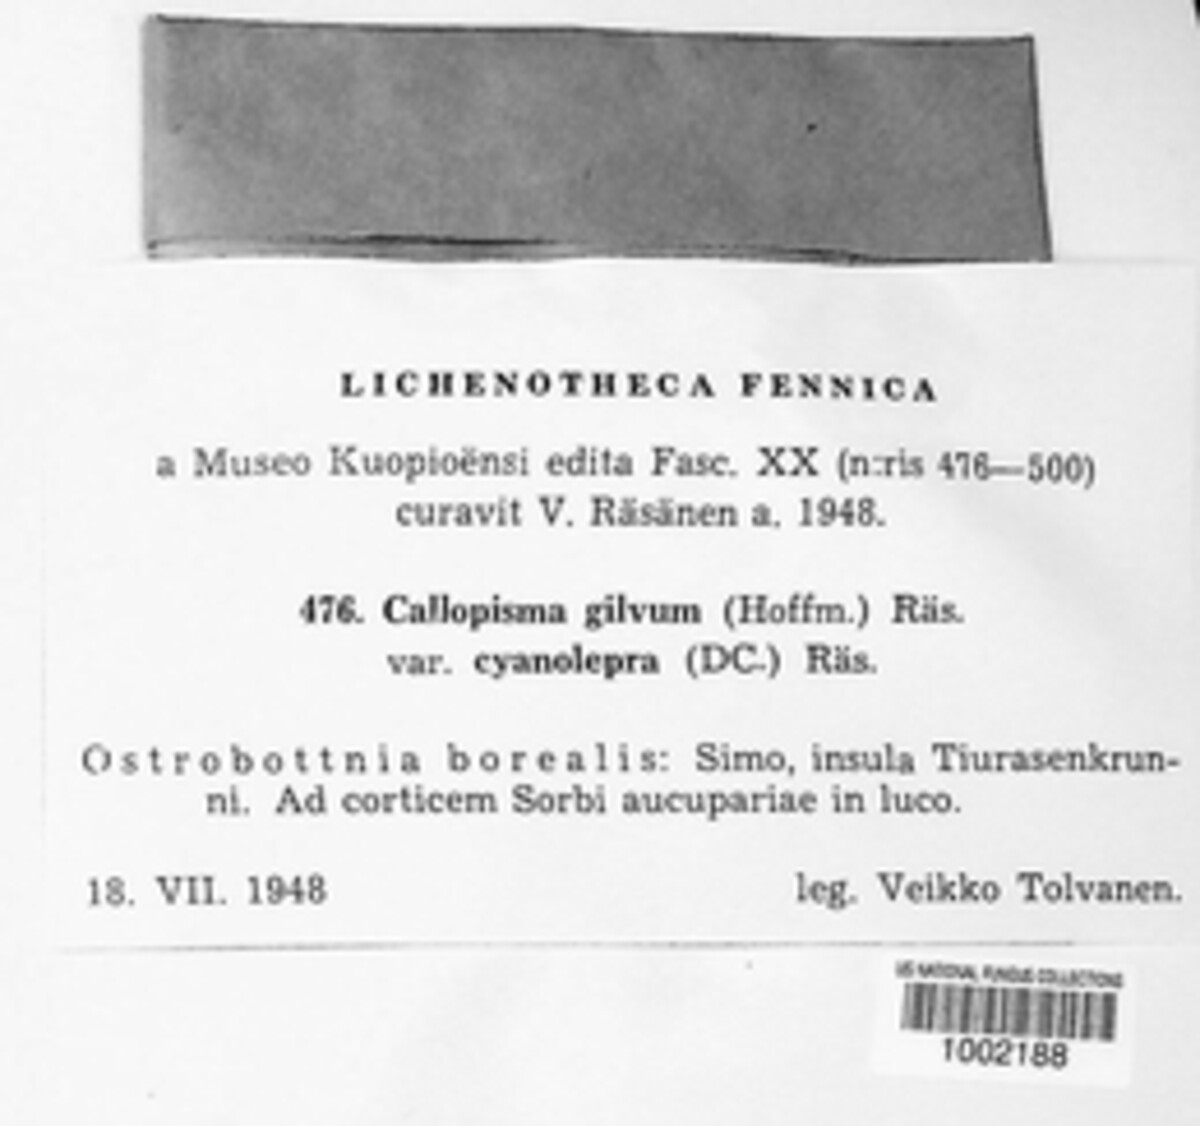 LICHENOTHECA FENNICA
a Museo Kuopioënsi edita Fasc. XX (n:ris 476—500)
curavit V. Räsänen a. 1948.
476. Callopisma gilvum (Hoffm.) Räs.
var. cyanolepra (DC.) Räs.
Ostrobottnia borealis: Simo, insula Tiurasenkrun-
ni. Ad corticem Sorbi aucupariae in luco.
18. VII. 1948 leg. Veikko Tolvanen.
US NATIONAL FUNGUS COLLECTIONS
1002188